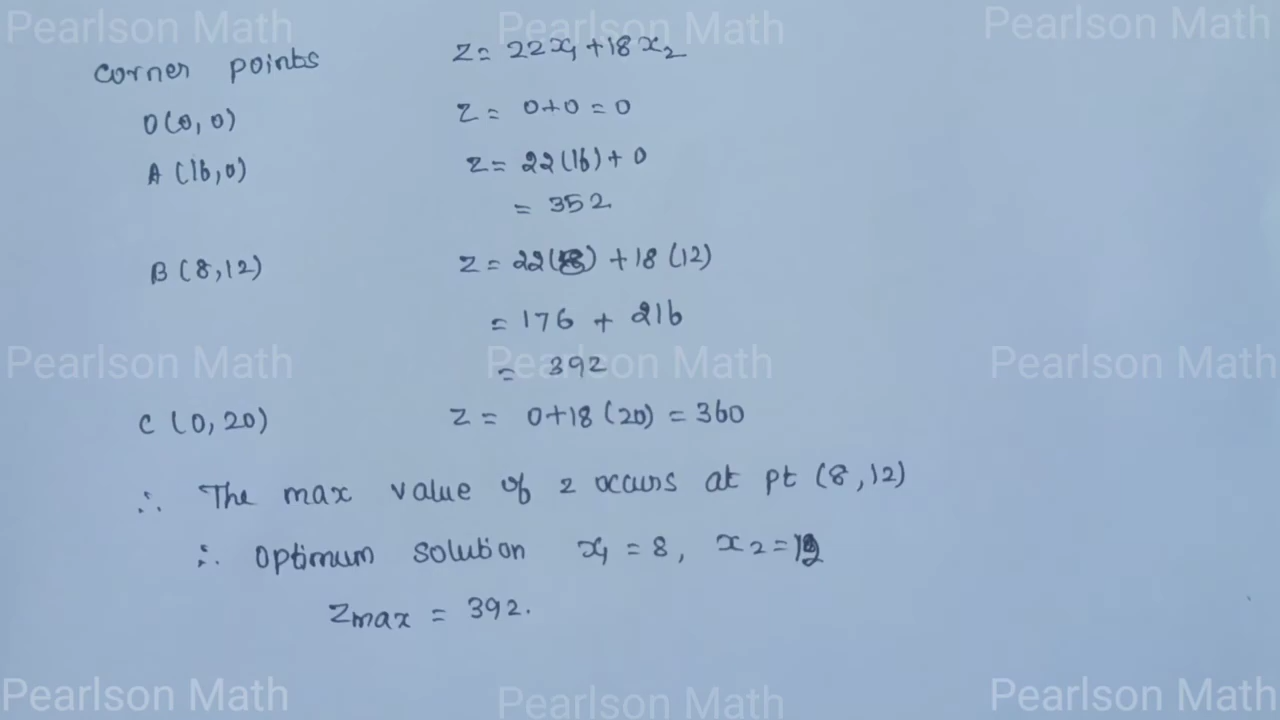 Pearlson Math Pearlson Math Pearlson Math
Corner points Z = 22x₁ + 18x₂
O(0,0) Z = 0+0 = 0
A (16,0) Z = 22(16) + 0
= 352
B (8,12) Z = 22(8) + 18 (12)
= 176 + 216
Pearlson Math Pearlson Math Pearlson Math
= 392
C (0,20) Z = 0+18 (20) = 360
∴ The max value of z occurs at pt (8,12)
∴ Optimum solution x₁ = 8, x₂ = 12
Zmax = 392.
Pearlson Math Pearlson Math Pearlson Math